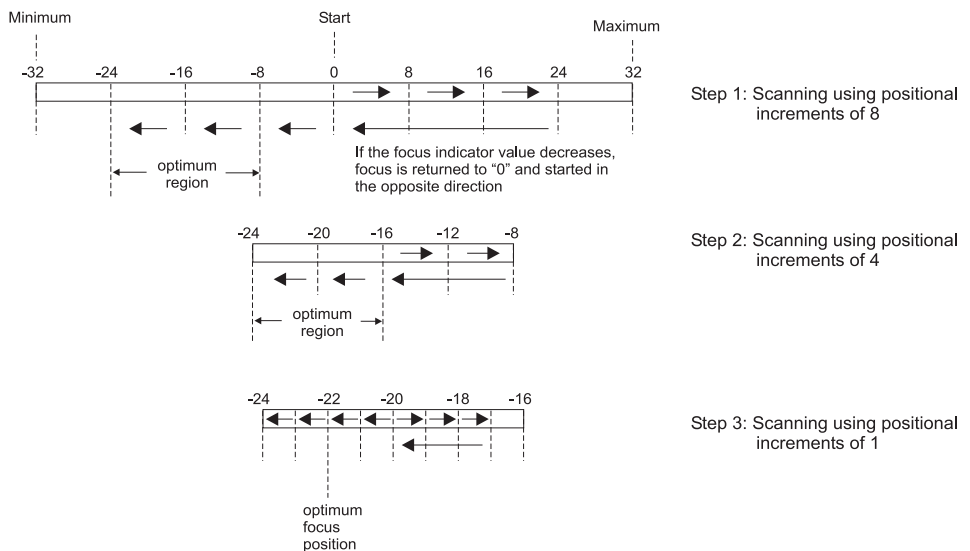 Minimum
Start
Maximum
-32 -24 -16 -8 0 8 16 24 32
Step 1: Scanning using positional
increments of 8
If the focus indicator value decreases,
focus is returned to “0” and started in
the opposite direction
optimum
region
-24 -20 -16 -12 -8
Step 2: Scanning using positional
increments of 4
optimum
region
-24 -22 -20 -18 -16
Step 3: Scanning using positional
increments of 1
optimum
focus
position